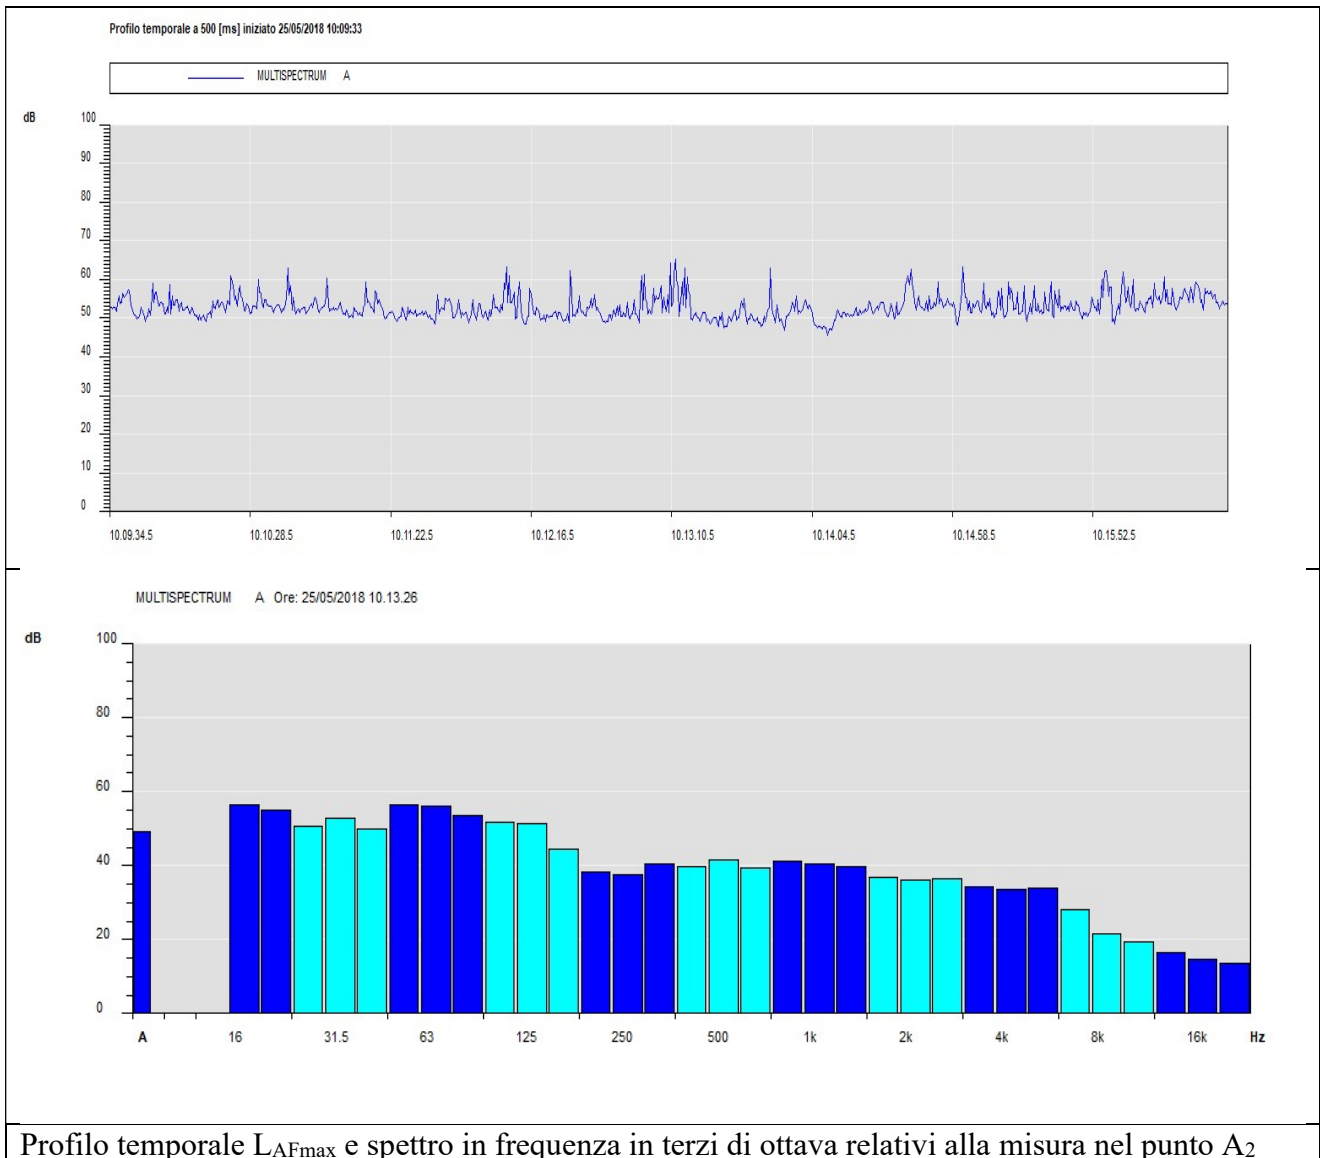 Profilo temporale a 500 [ms] iniziato 25/05/2018 10:09:33
MULTISPECTRUM A
dB
100
90
80
70
60
50
40
30
20
10
0
10.09.34.5 10.10.28.5 10.11.22.5 10.12.16.5 10.13.10.5 10.14.04.5 10.14.58.5 10.15.52.5
MULTISPECTRUM A Ore: 25/05/2018 10.13.26
dB
100
80
60
40
20
0
A 16 31.5 63 125 250 500 1k 2k 4k 8k 16k Hz
Profilo temporale LAFmax e spettro in frequenza in terzi di ottava relativi alla misura nel punto A2